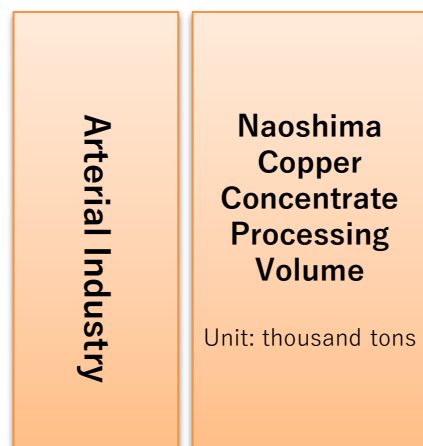 Arterial Industry
Naoshima
Copper
Concentrate
Processing
Volume
Unit: thousand tons